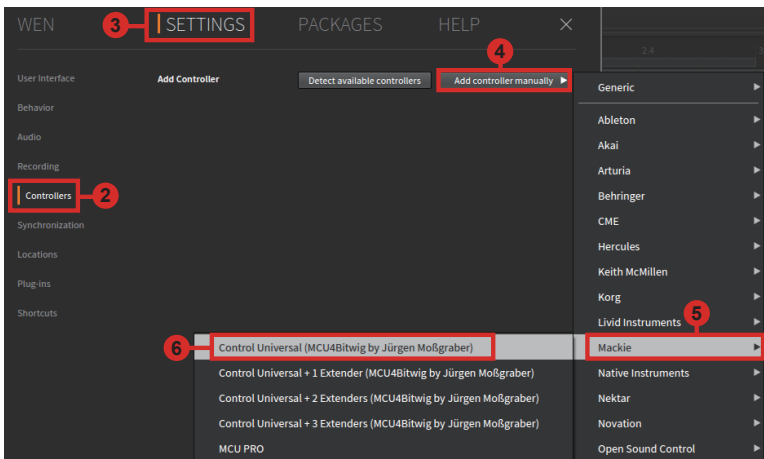 WEN
3
SETTINGS
PACKAGES
HELP
4
2.4
3
User Interface
Add Controller
Detect available controllers
Add controller manually
Generic
Behavior
Ableton
Audio
Akai
Recording
Arturia
Controllers
2
Behringer
Synchronization
CME
Locations
Hercules
Plug-ins
Keith McMillen
Shortcuts
Korg
5
Livid Instruments
6
Control Universal (MCU4Bitwig by Jürgen Moßgraber)
Mackie
Control Universal + 1 Extender (MCU4Bitwig by Jürgen Moßgraber)
Native Instruments
Control Universal + 2 Extenders (MCU4Bitwig by Jürgen Moßgraber)
Nektar
Control Universal + 3 Extenders (MCU4Bitwig by Jürgen Moßgraber)
Novation
MCU PRO
Open Sound Control